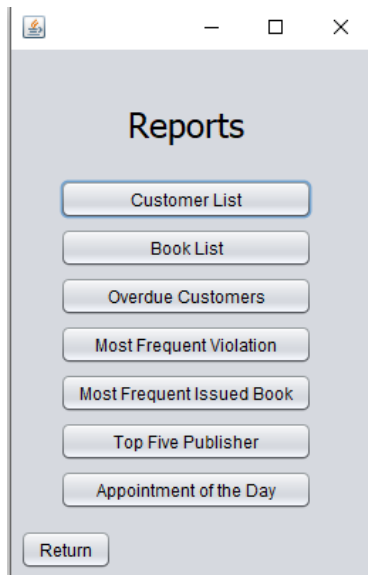 Reports
Customer List
Book List
Overdue Customers
Most Frequent Violation
Most Frequent Issued Book
Top Five Publisher
Appointment of the Day
Return